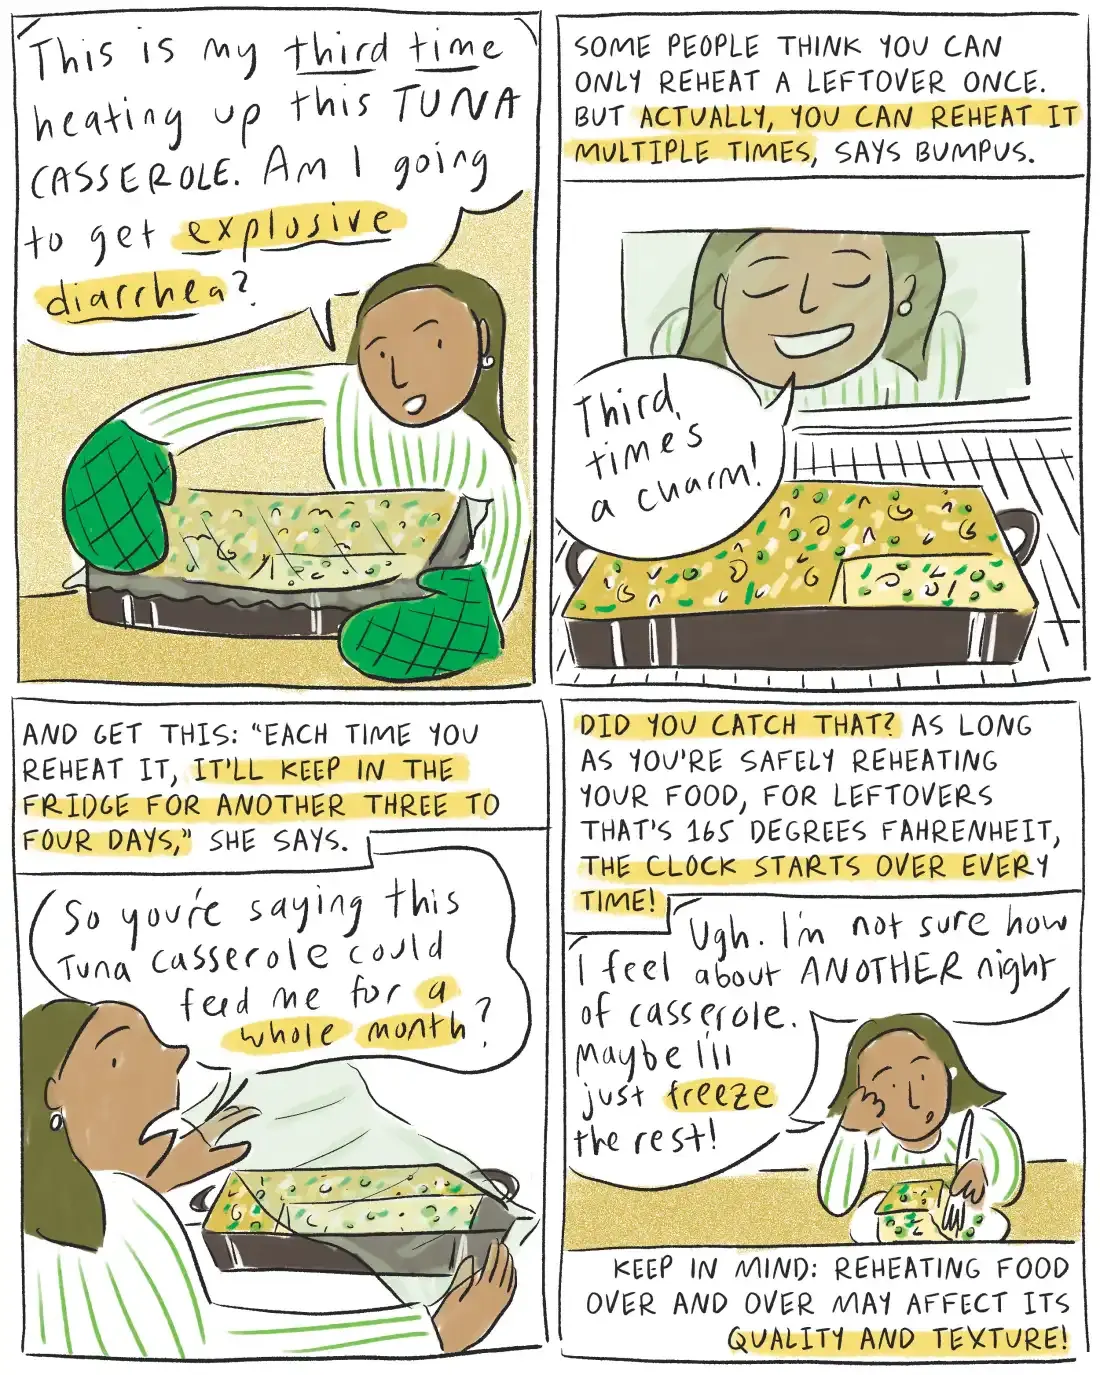 This is my third time
heating up this TUNA
CASSEROLE. Am I going
to get explosive
diarrhea?
SOME PEOPLE THINK YOU CAN
ONLY REHEAT A LEFTOVER ONCE.
BUT ACTUALLY, YOU CAN REHEAT IT
MULTIPLE TIMES, SAYS BUMPUS.
Third
times
a charm!
AND GET THIS: "EACH TIME YOU
REHEAT IT, IT'LL KEEP IN THE
FRIDGE FOR ANOTHER THREE TO
FOUR DAYS," SHE SAYS.
So you're saying this
Tuna casserole could
feed me for a
whole month?
DID YOU CATCH THAT? AS LONG
AS YOU'RE SAFELY REHEATING
YOUR FOOD, FOR LEFTOVERS
THAT'S 165 DEGREES FAHRENHEIT,
THE CLOCK STARTS OVER EVERY
TIME!
Ugh. I'm not sure how
I feel about ANOTHER night
of casserole.
Maybe I'll
just freeze
the rest!
KEEP IN MIND: REHEATING FOOD
OVER AND OVER MAY AFFECT ITS
QUALITY AND TEXTURE!